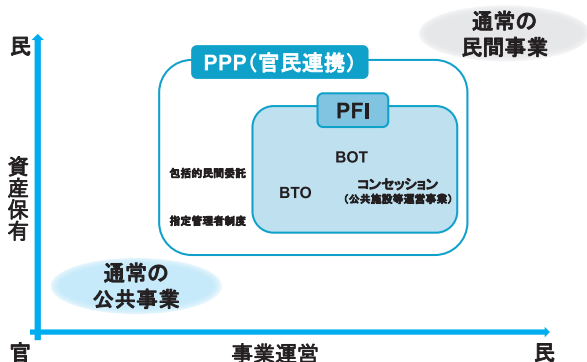 通常の
民間事業
民
PPP（官民連携）
PFI
BOT
包括的民間委託
BTO
コンセッション
（公共施設等運営事業）
指定管理者制度
資産保有
通常の
公共事業
官
事業運営
民